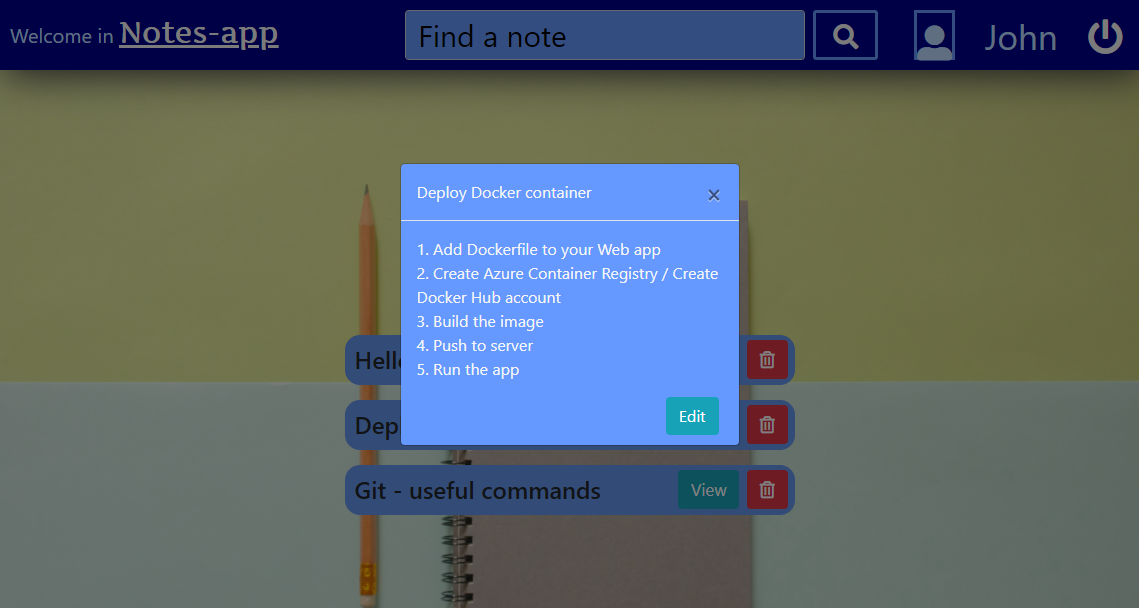 Welcome in Notes-app
Find a note
John
Deploy Docker container
×
1. Add Dockerfile to your Web app
2. Create Azure Container Registry / Create
Docker Hub account
3. Build the image
4. Push to server
5. Run the app
Edit
Git - useful commands
View